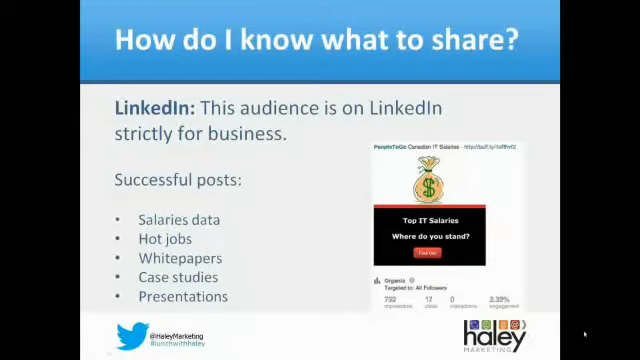 How do I know what to share?
LinkedIn: This audience is on LinkedIn
strictly for business.
Successful posts:
• Salaries data
• Hot jobs
• Whitepapers
• Case studies
• Presentations
PeopleToGo Canadian IT Salaries -
$
Top IT Salaries
Where do you stand?
Organic
Targeted to: All Followers
732 17 0 2.32%
impressions clicks interactions engagement
@HaleyMarketing
#lunchwithhaley
haley
MARKETING